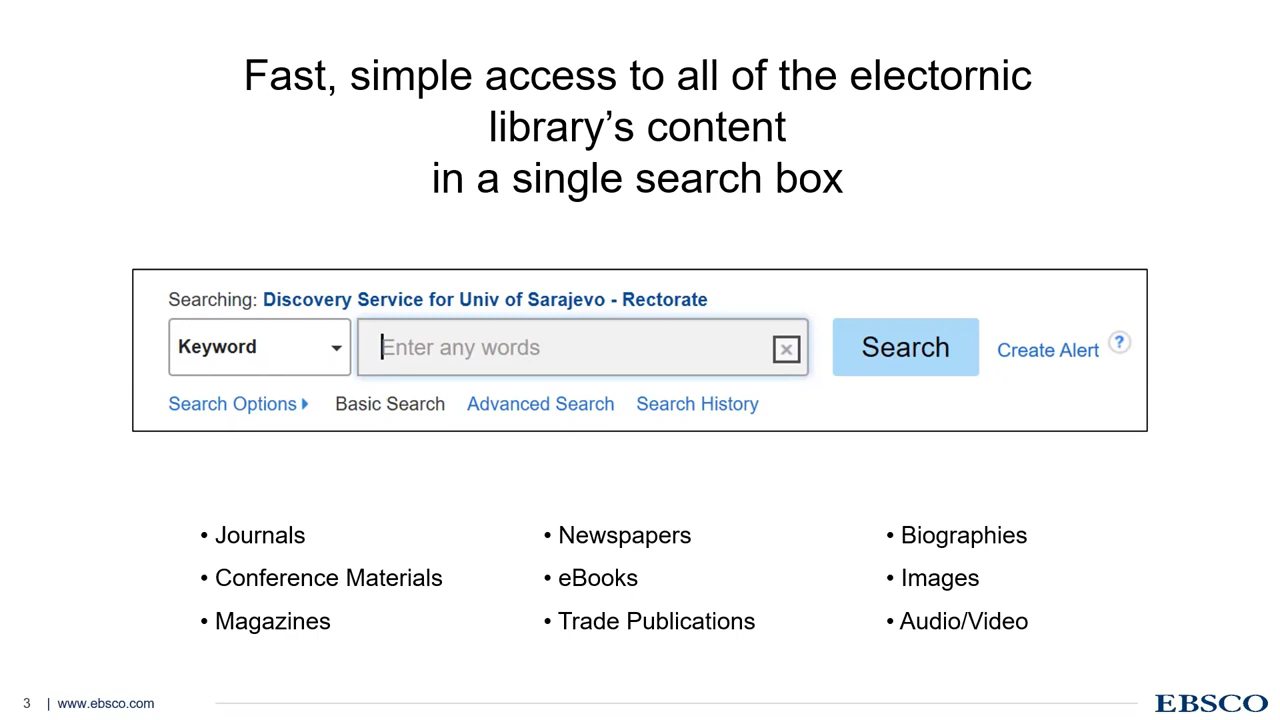 Fast, simple access to all of the electornic
library’s content
in a single search box
Searching: Discovery Service for Univ of Sarajevo - Rectorate
Keyword
Enter any words
Search
Create Alert
?
Search Options
Basic Search
Advanced Search
Search History
• Journals
• Conference Materials
• Magazines
• Newspapers
• eBooks
• Trade Publications
• Biographies
• Images
• Audio/Video
3 | www.ebsco.com
EBSCO